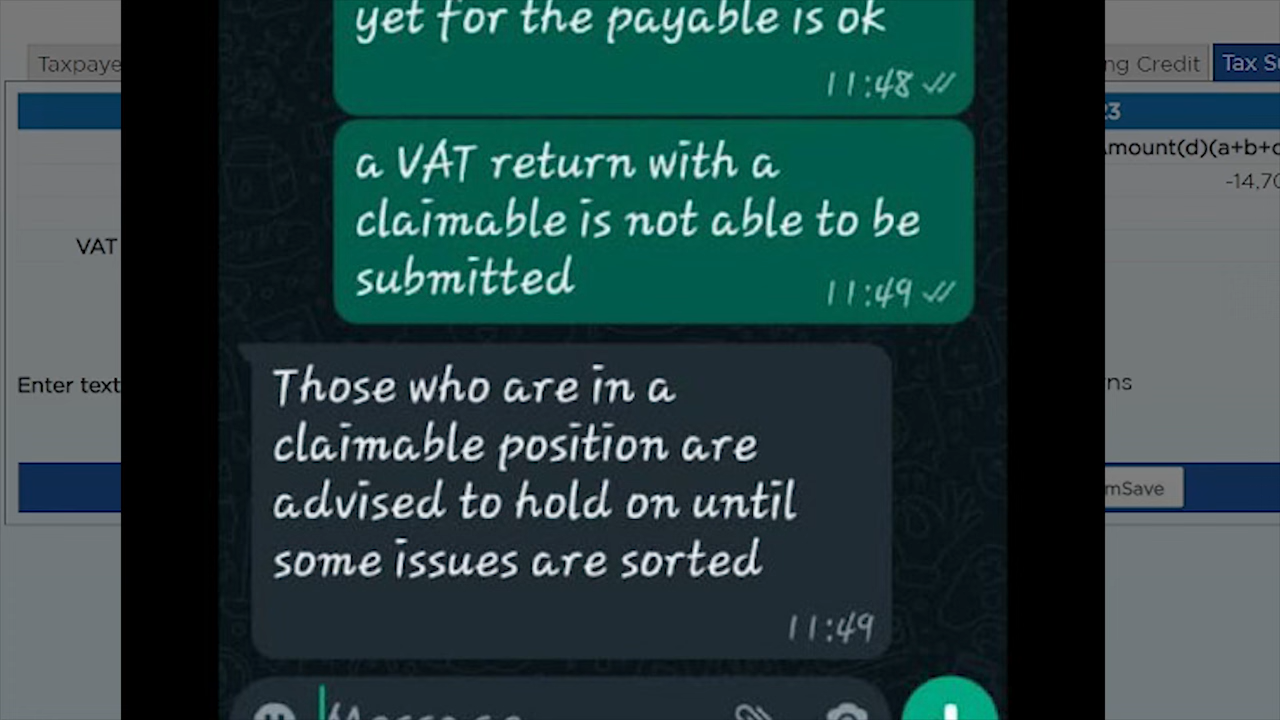 yet for the payable is ok
11:48
Taxpaye
ng Credit
Tax S
23
a VAT return with a
claimable is not able to be
submitted
11:49
mount(d)(a+b+c
-14,70
VAT
Those who are in a
claimable position are
advised to hold on until
some issues are sorted
11:49
Enter text
ns
mSave
Message